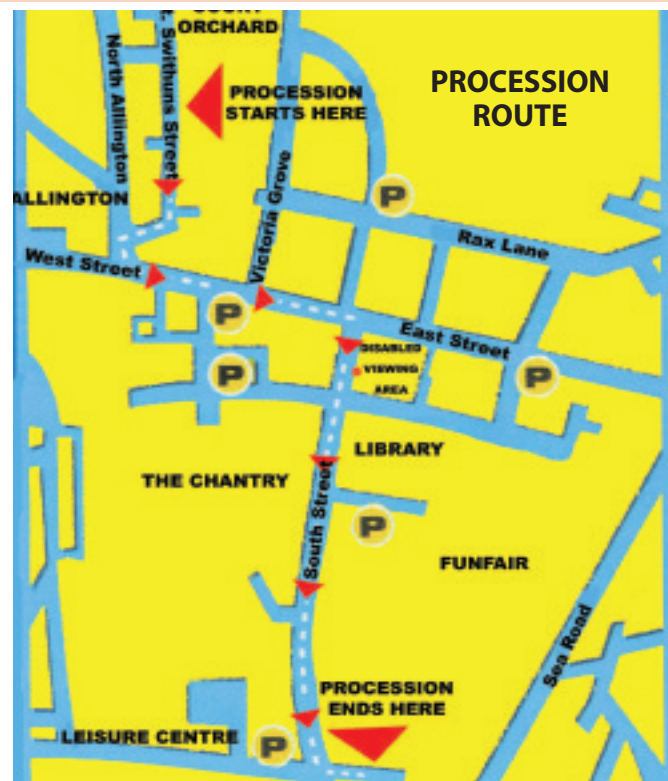 COURT
ORCHARD
North Allington
St. Swithuns Street
PROCESSION
STARTS HERE
PROCESSION
ROUTE
P
ALLINGTON
Victoria Grove
Rax Lane
West Street
P
East Street
DISABLED
VIEWING
AREA
P
P
LIBRARY
THE CHANTRY
South Street
P
FUNFAIR
Sea Road
PROCESSION
ENDS HERE
LEISURE CENTRE
P